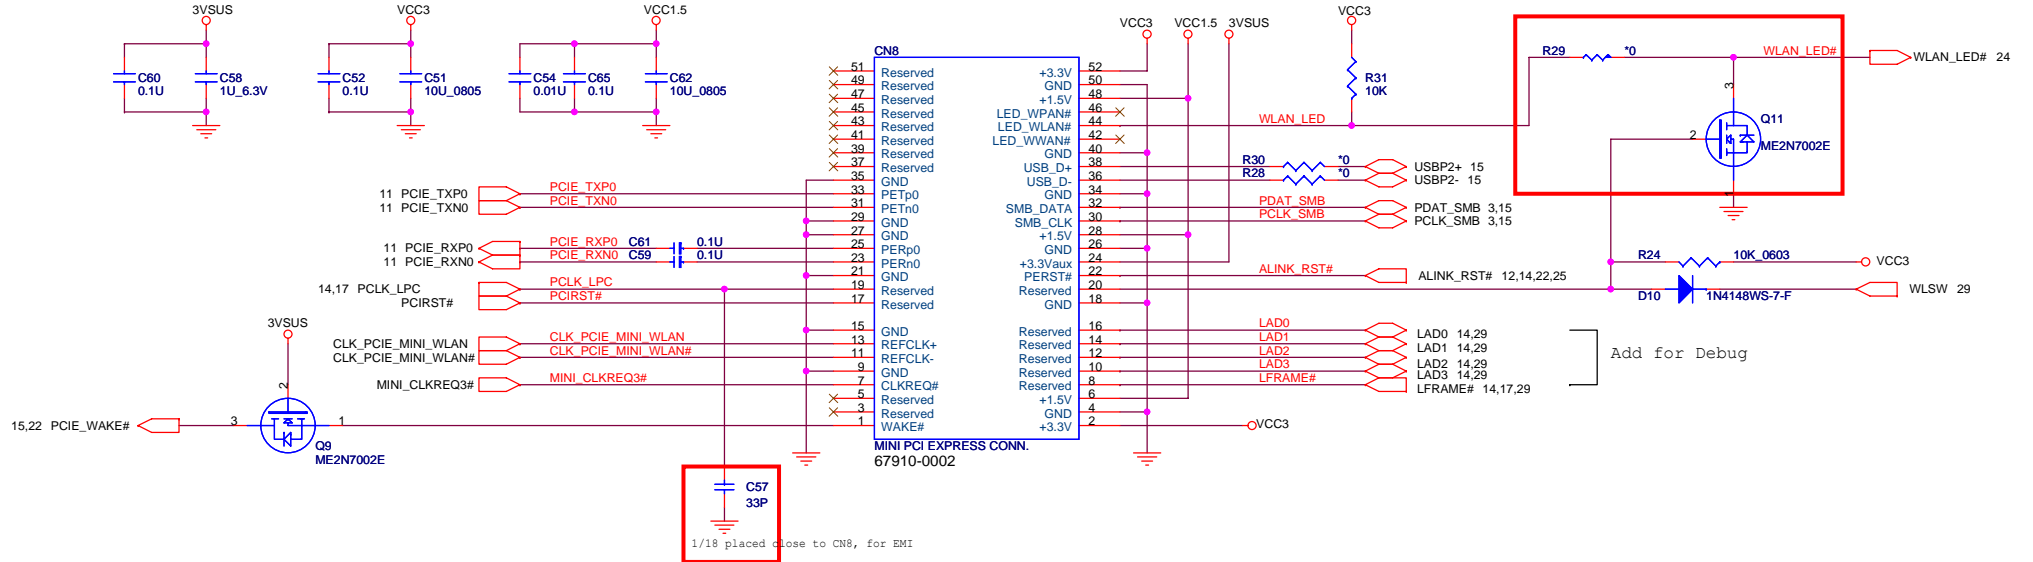 3VSUS
VCC3
VCC1.5
C60
0.1U
C58
1U_6.3V
C52
0.1U
C51
10U_0805
C54
0.01U
C65
0.1U
C62
10U_0805
VCC3
VCC1.5
3VSUS
VCC3
R31
10K
R29
*0
WLAN_LED#
WLAN_LED# 24
3
Q11
2
ME2N7002E
1
CN8
51 Reserved
49 Reserved
47 Reserved
45 Reserved
43 Reserved
41 Reserved
39 Reserved
37 Reserved
35 GND
33 PETp0
31 PETn0
29 GND
27 GND
25 PERp0
23 PERn0
21 GND
19 Reserved
17 Reserved
15 GND
13 REFCLK+
11 REFCLK-
9 GND
7 CLKREQ#
5 Reserved
3 Reserved
1 WAKE#
+3.3V 52
GND 50
+1.5V 48
LED_WPAN# 46
LED_WLAN# 44
LED_WWAN# 42
GND 40
USB_D+ 38
USB_D- 36
GND 34
SMB_DATA 32
SMB_CLK 30
+1.5V 28
GND 26
+3.3Vaux 24
PERST# 22
Reserved 20
GND 18
Reserved 16
Reserved 14
Reserved 12
Reserved 10
Reserved 8
+1.5V 6
GND 4
+3.3V 2
MINI PCI EXPRESS CONN.
67910-0002
11 PCIE_TXP0
PCIE_TXP0
11 PCIE_TXN0
PCIE_TXN0
11 PCIE_RXP0
PCIE_RXP0
C61
0.1U
11 PCIE_RXN0
PCIE_RXN0
C59
0.1U
14,17 PCLK_LPC
PCLK_LPC
PCIRST#
PCIRST#
CLK_PCIE_MINI_WLAN
CLK_PCIE_MINI_WLAN
CLK_PCIE_MINI_WLAN#
CLK_PCIE_MINI_WLAN#
MINI_CLKREQ3#
MINI_CLKREQ3#
3VSUS
2
15,22 PCIE_WAKE#
3
1
Q9
ME2N7002E
C57
33P
1/18 placed close to CN8, for EMI
WLAN_LED
R30
*0
USBP2+ 15
R28
*0
USBP2- 15
PDAT_SMB
PDAT_SMB 3,15
PCLK_SMB
PCLK_SMB 3,15
ALINK_RST#
ALINK_RST# 12,14,22,25
R24
10K_0603
VCC3
D10
1N4148WS-7-F
WLSW 29
LAD0
LAD0 14,29
LAD1
LAD1 14,29
LAD2
LAD2 14,29
LAD3
LAD3 14,29
LFRAME#
LFRAME# 14,17,29
Add for Debug
VCC3